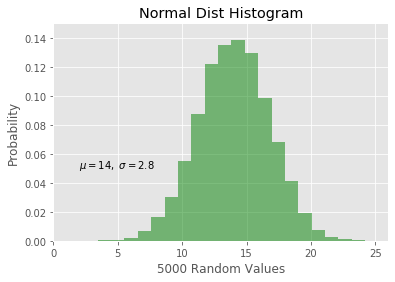 Normal Dist Histogram
Probability
0.14
0.12
0.10
0.08
0.06
0.04
0.02
0.00
μ = 14, σ = 2.8
0 5 10 15 20 25
5000 Random Values